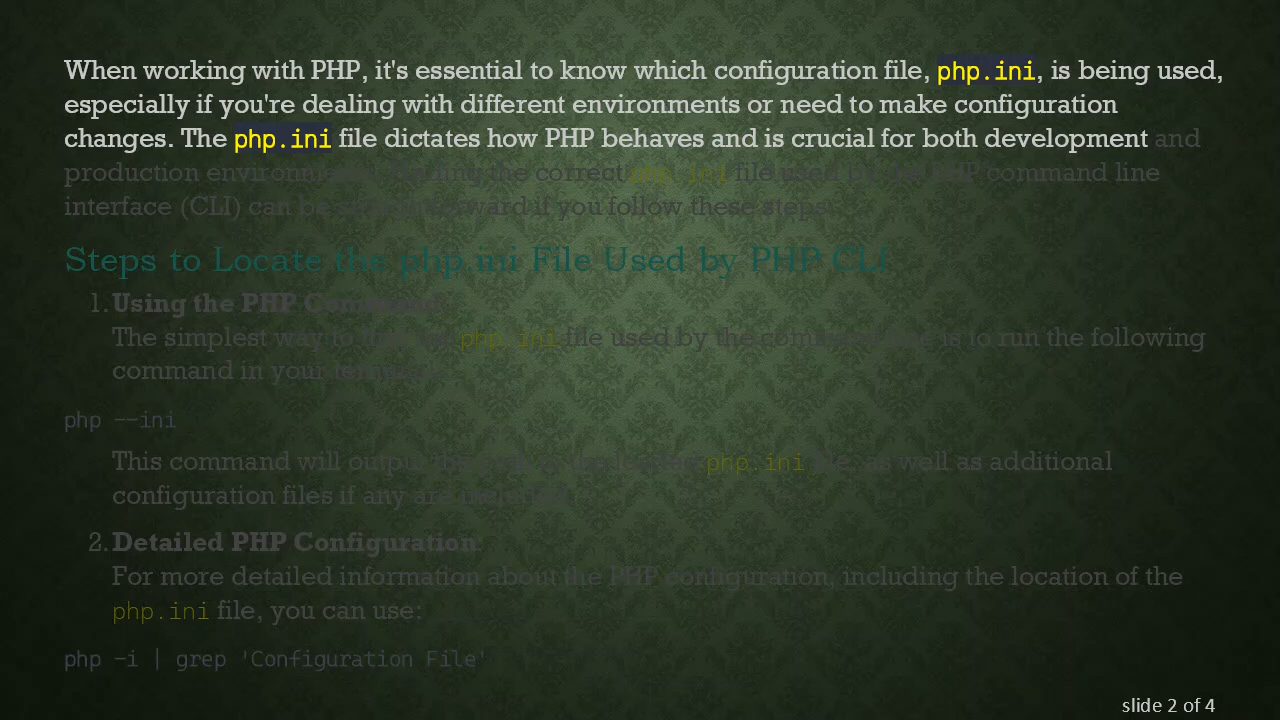 When working with PHP, it's essential to know which configuration file, php.ini, is being used,
especially if you're dealing with different environments or need to make configuration
changes. The php.ini file dictates how PHP behaves and is crucial for both development and
production environments. Finding the correct php.ini file used by the PHP command line
interface (CLI) can be straightforward if you follow these steps.
Steps to Locate the php.ini File Used by PHP CLI
1. Using the PHP Command:
The simplest way to find the php.ini file used by the command line is to run the following
command in your terminal:
php --ini
This command will output the php.ini file, as well as additional
configuration files if any are
2. Detailed PHP Configuration:
For more detailed information about the PHP configuration, including the location of the
php.ini file, you can use:
php -i | grep 'Configuration File'
slide 2 of 4